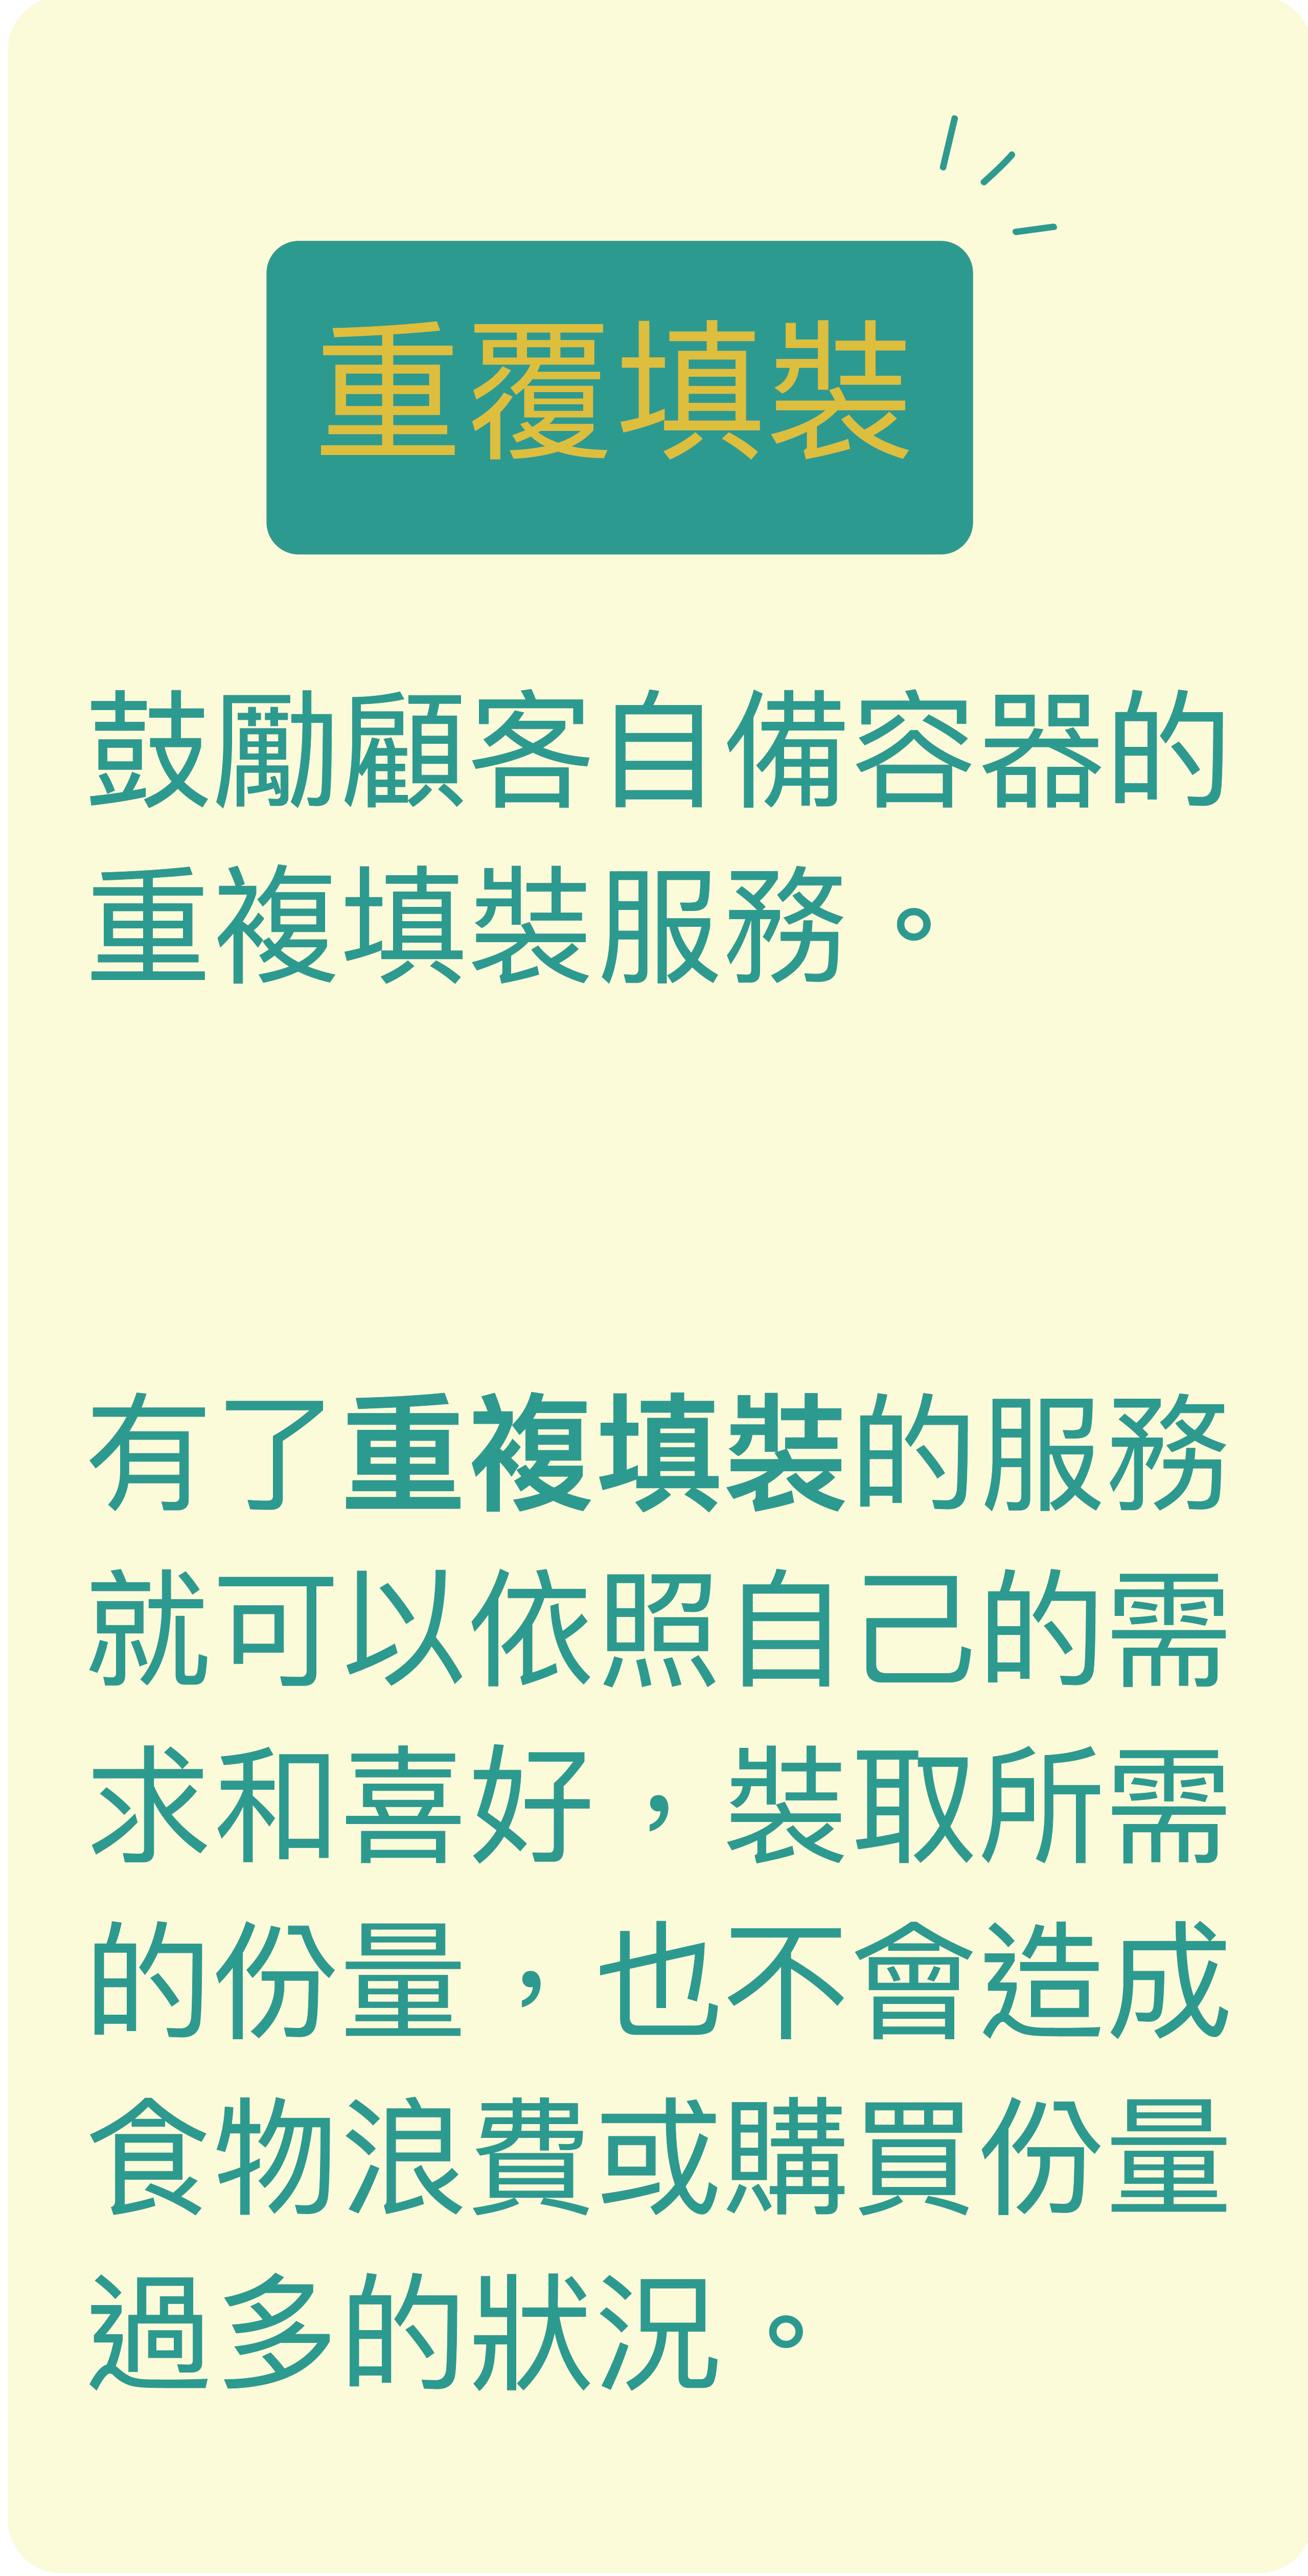 重覆填裝
鼓勵顧客自備容器的
重複填裝服務。
有了重複填裝的服務
就可以依照自己的需
求和喜好，裝取所需
的份量，也不會造成
食物浪費或購買份量
過多的狀況。